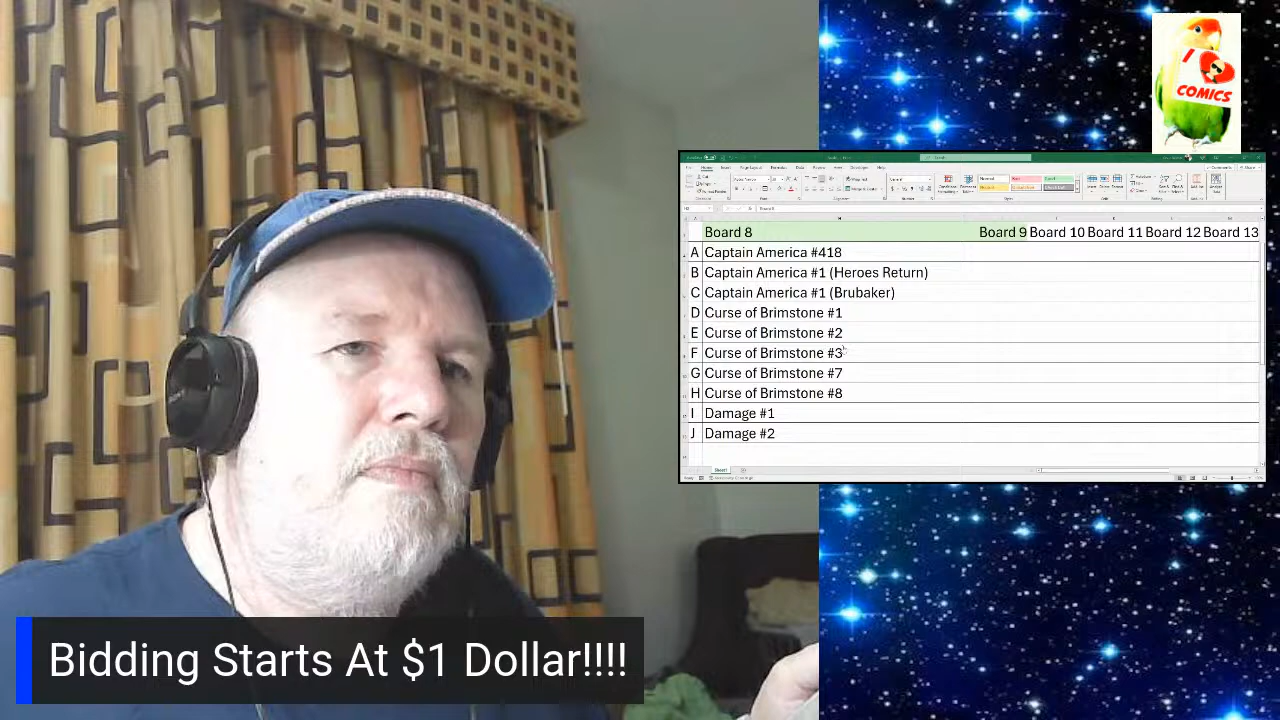 I
COMICS
Board 8 Board 9 Board 10 Board 11 Board 12 Board 13
A Captain America #418
B Captain America #1 (Heroes Return)
C Captain America #1 (Brubaker)
D Curse of Brimstone #1
E Curse of Brimstone #2
F Curse of Brimstone #3
G Curse of Brimstone #7
H Curse of Brimstone #8
I Damage #1
J Damage #2
SONY
Bidding Starts At $1 Dollar!!!!